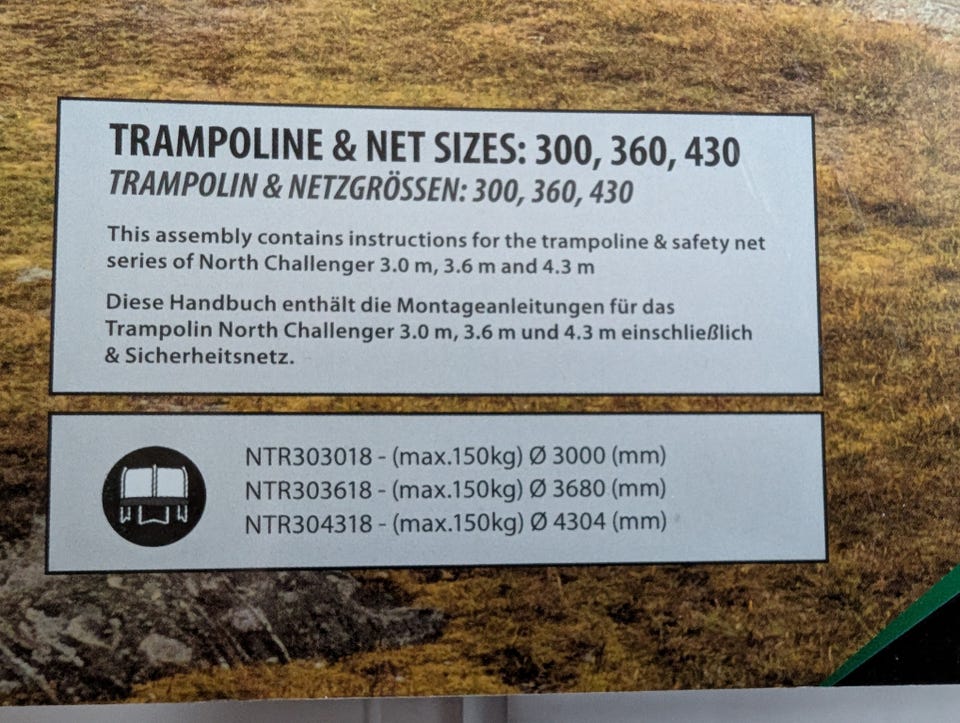 TRAMPOLINE & NET SIZES: 300, 360, 430
TRAMPOLIN & NETZGRÖSSEN: 300, 360, 430
This assembly contains instructions for the trampoline & safety net
series of North Challenger 3.0 m, 3.6 m and 4.3 m
Diese Handbuch enthält die Montageanleitungen für das
Trampolin North Challenger 3.0 m, 3.6 m und 4.3 m einschließlich
& Sicherheitsnetz.
NTR303018 - (max.150kg) Ø 3000 (mm)
NTR303618 - (max.150kg) Ø 3680 (mm)
NTR304318 - (max.150kg) Ø 4304 (mm)